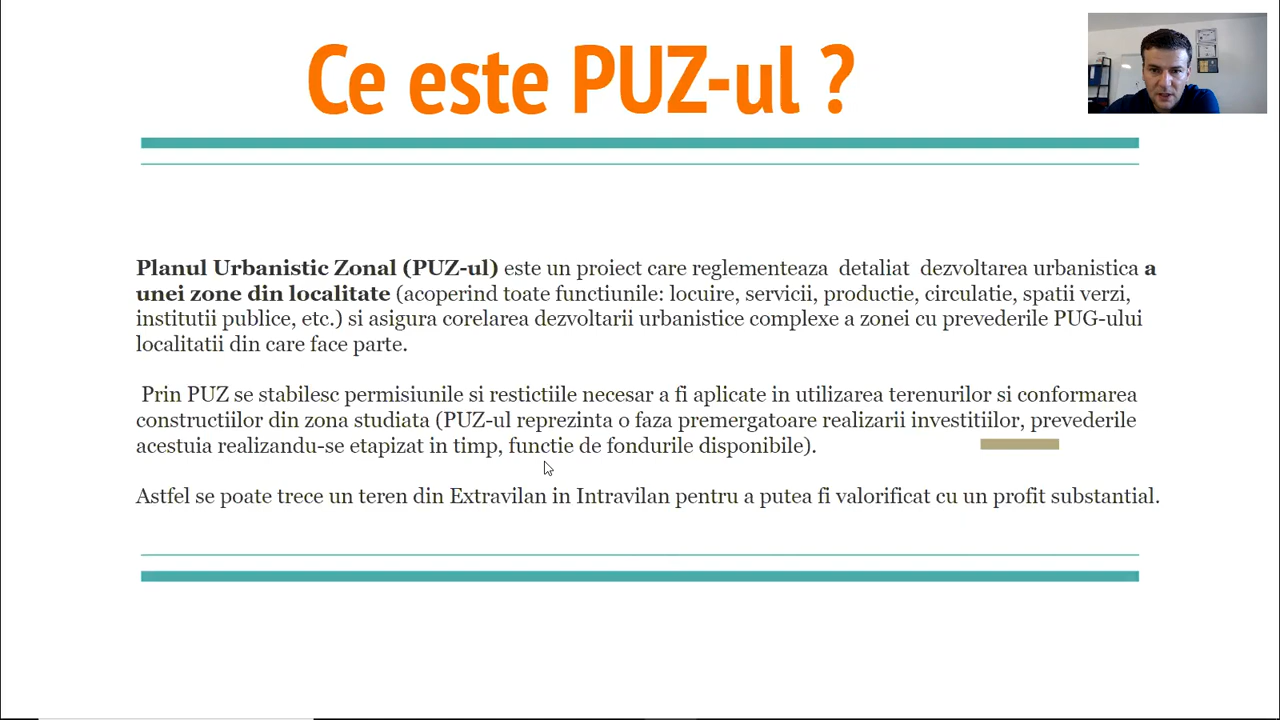 Ce este PUZ-ul ?
Planul Urbanistic Zonal (PUZ-ul) este un proiect care reglementeaza detaliat dezvoltarea urbanistica a
unei zone din localitate (acoperind toate functiunile: locuire, servicii, productie, circulatie, spatii verzi,
institutii publice, etc.) si asigura corelarea dezvoltarii urbanistice complexe a zonei cu prevederile PUG-ului
localitatii din care face parte.
Prin PUZ se stabilesc permisiunile si restictiile necesar a fi aplicate in utilizarea terenurilor si conformarea
constructiilor din zona studiata (PUZ-ul reprezinta o faza premergatoare realizarii investitiilor, prevederile
acestuia realizandu-se etapizat in timp, functie de fondurile disponibile).
Astfel se poate trece un teren din Extravilan in Intravilan pentru a putea fi valorificat cu un profit substantial.